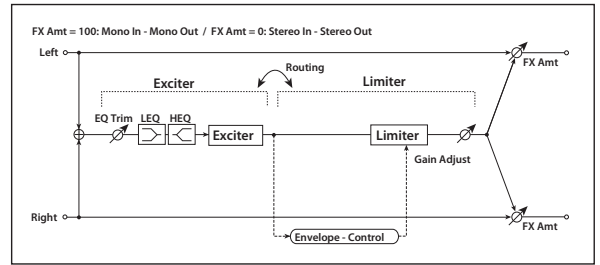 FX Amt = 100: Mono In - Mono Out / FX Amt = 0: Stereo In - Stereo Out
Left
FX Amt
Routing
Exciter
Limiter
EQ Trim
LEQ
HEQ
Exciter
Limiter
Gain Adjust
Right
FX Amt
Envelope - Control